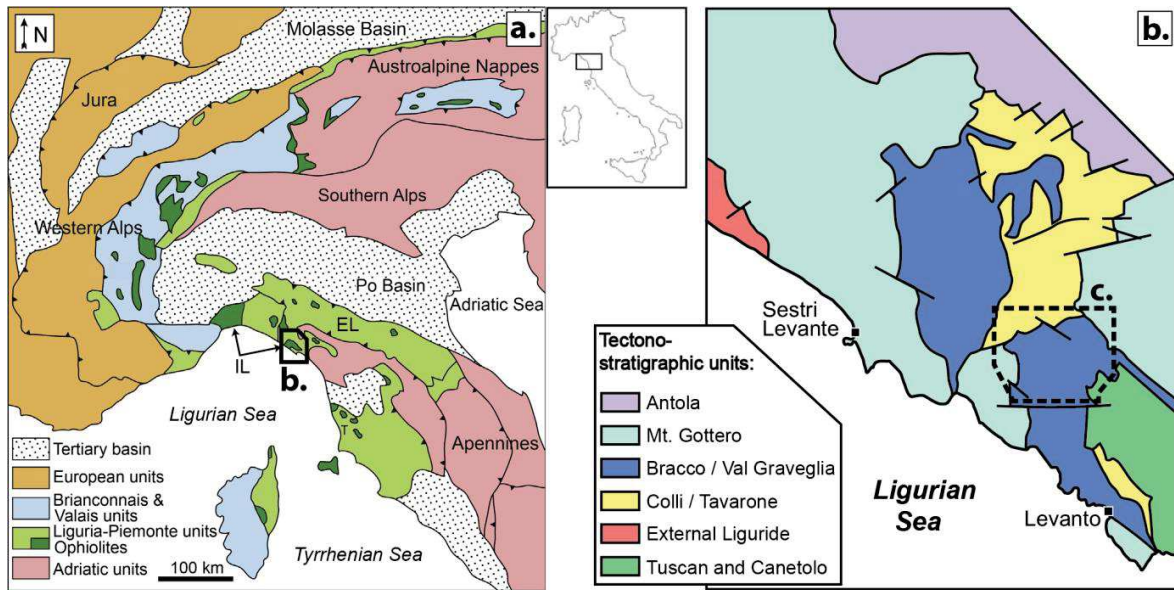 N
a.
Molasse Basin
Austroalpine Nappes
Jura
Southern Alps
Western Alps
Po Basin
Adriatic Sea
EL
IL
b.
Ligurian Sea
T
Apennines
Tyrrhenian Sea
Tertiary basin
European units
Brianconnais &
Valais units
Liguria-Piemonte units
Ophiolites
Adriatic units
100 km
b.
c.
Sestri
Levante
Tectono-
stratigraphic units:
Antola
Mt. Gottero
Bracco / Val Graveglia
Colli / Tavarone
External Liguride
Tuscan and Canetolo
Ligurian
Sea
Levanto